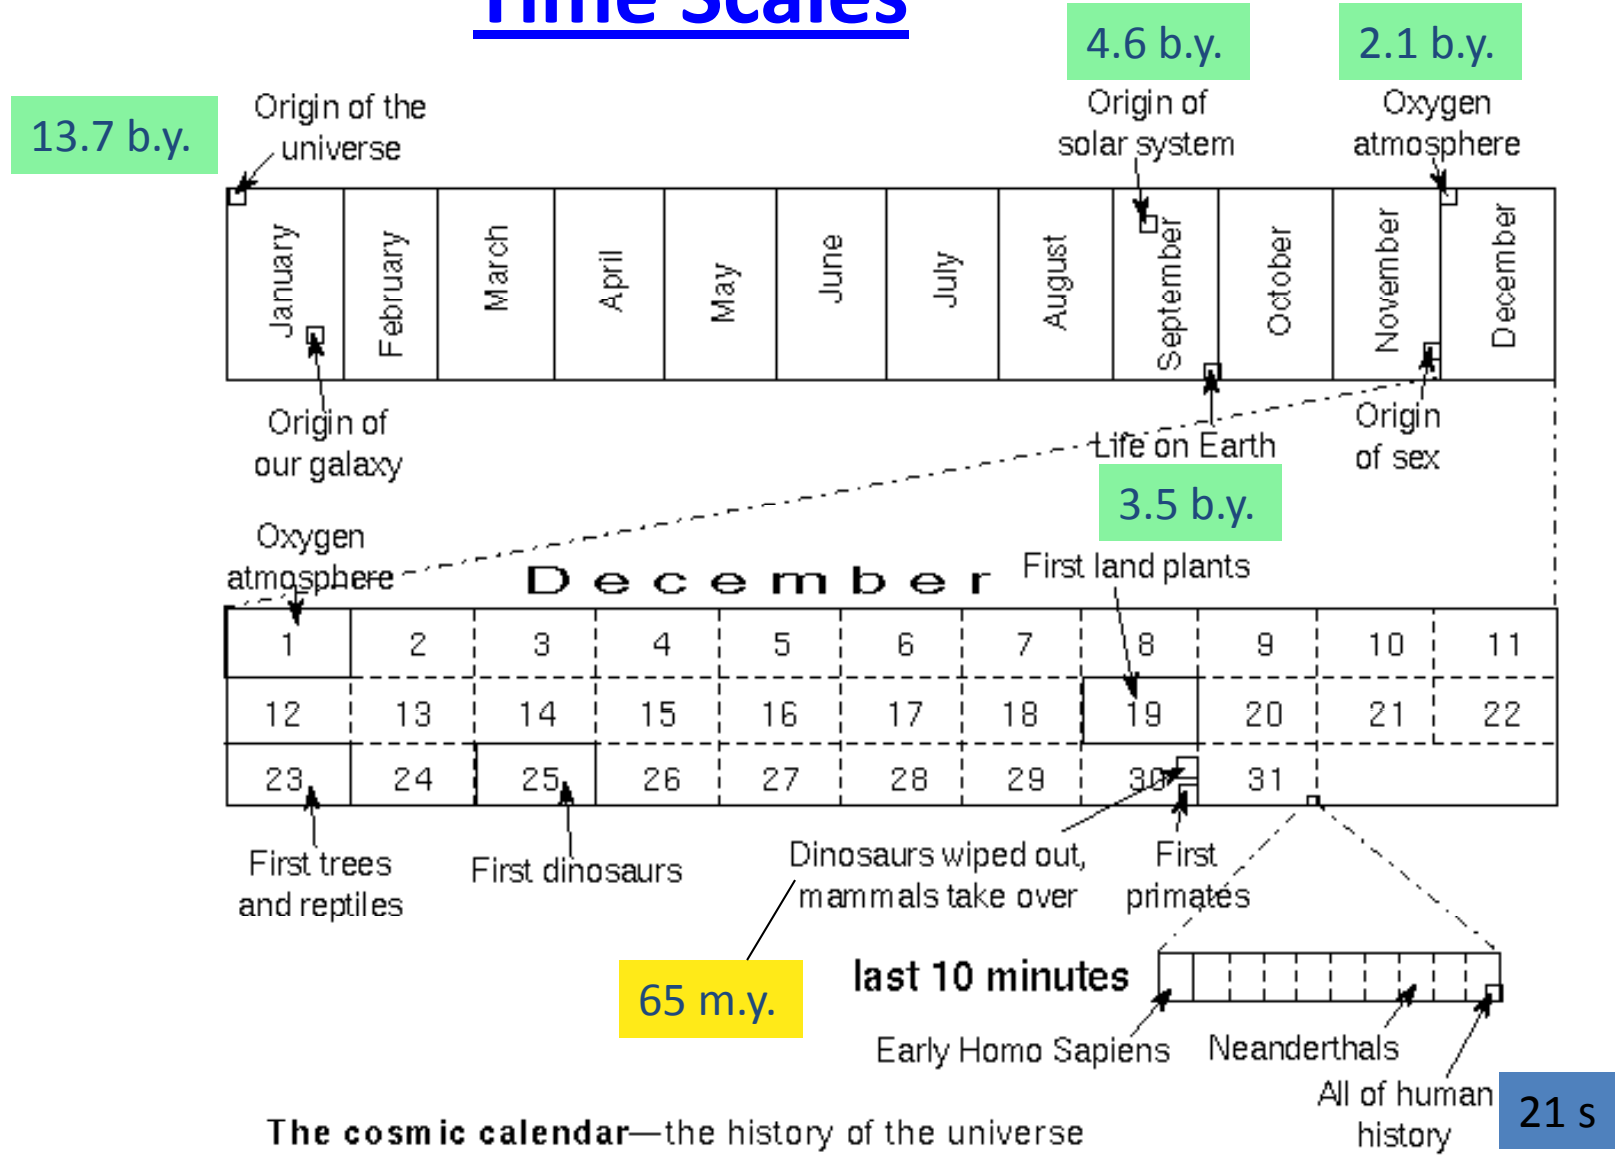 Time Scales
4.6 b.y.
2.1 b.y.
13.7 b.y.
Origin of the
universe
Origin of
solar system
Oxygen
atmosphere
January
February
March
April
May
June
July
August
September
October
November
December
Origin of
our galaxy
Life on Earth
3.5 b.y.
Origin
of sex
Oxygen
atmosphere
December
First land plants
1 2 3 4 5 6 7 8 9 10 11
12 13 14 15 16 17 18 19 20 21 22
23 24 25 26 27 28 29 30 31
First trees
and reptiles
First dinosaurs
Dinosaurs wiped out,
mammals take over
First
primates
65 m.y.
last 10 minutes
Early Homo Sapiens
Neanderthals
All of human
history
21 s
The cosmic calendar—the history of the universe